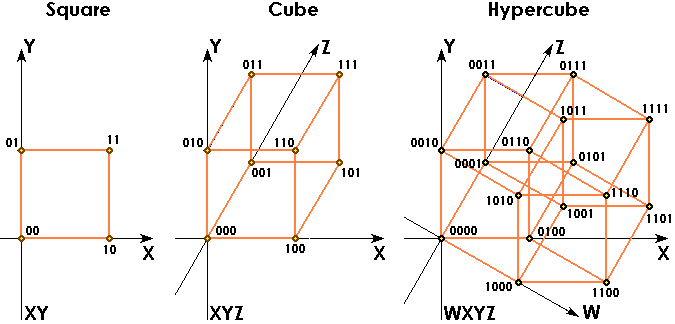 Square
Cube
Hypercube
Y
01
11
00
10
X
XY
Y
Z
011
111
010
110
001
101
000
100
X
XYZ
Y
Z
0011
0111
1011
1111
0010
0110
0001
0101
1010
1110
1001
1101
0000
0100
X
1000
1100
W
WXYZ